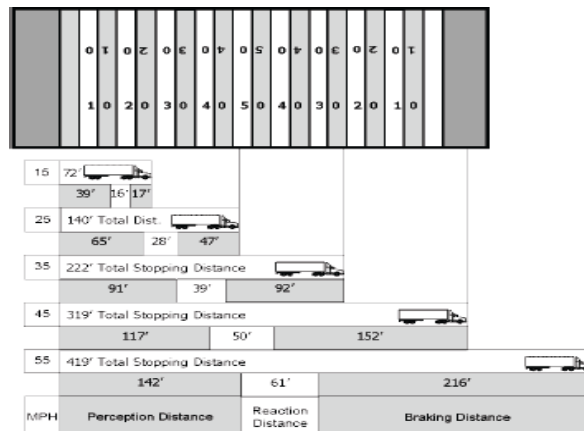 0 1 0 2 0 3 0 4 0 5 0 4 0 3 0 2 0 1
1 0 2 0 3 0 4 0 5 0 4 0 3 0 2 0 1 0
15 72'
39' 16' 17'
25 140' Total Dist.
65' 28' 47'
35 222' Total Stopping Distance
91' 39' 92'
45 319' Total Stopping Distance
117' 50' 152'
55 419' Total Stopping Distance
142' 61' 216'
MPH Perception Distance Reaction Distance Braking Distance